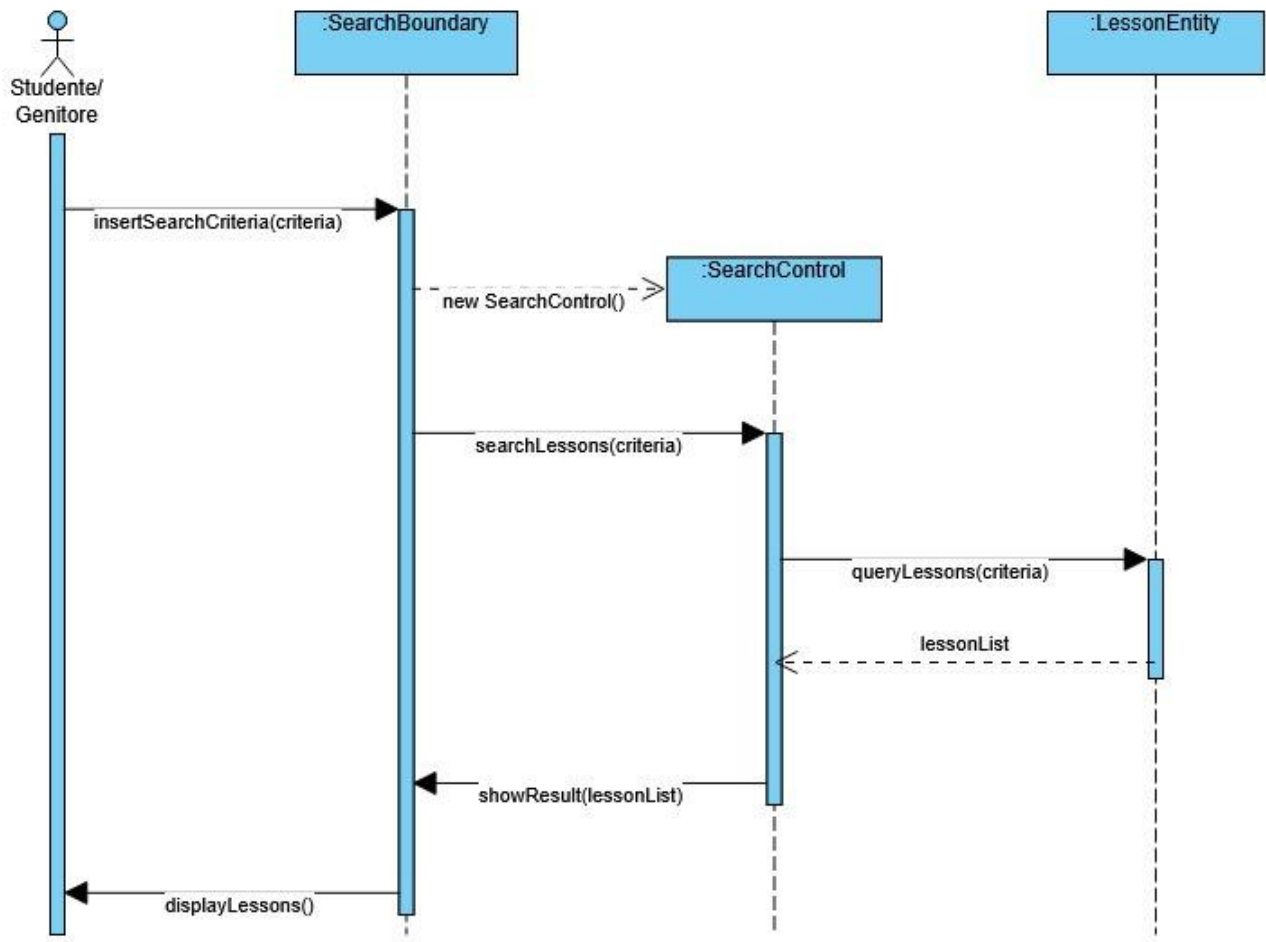 :SearchBoundary
:LessonEntity
Studente/
Genitore
insertSearchCriteria(criteria)
:SearchControl
new SearchControl()
searchLessons(criteria)
queryLessons(criteria)
lessonList
showResult(lessonList)
displayLessons()